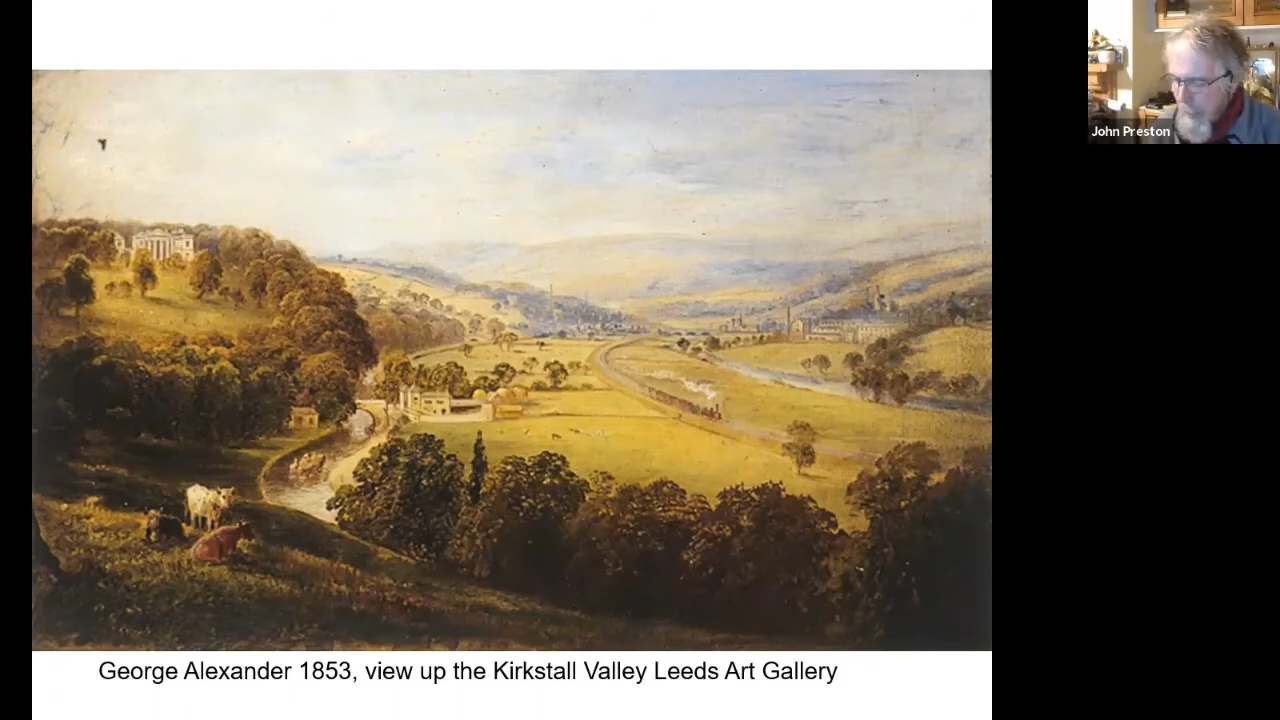 John Preston
George Alexander 1853, view up the Kirkstall Valley Leeds Art Gallery